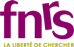 fnrs
LA LIBERTÉ DE CHERCHER